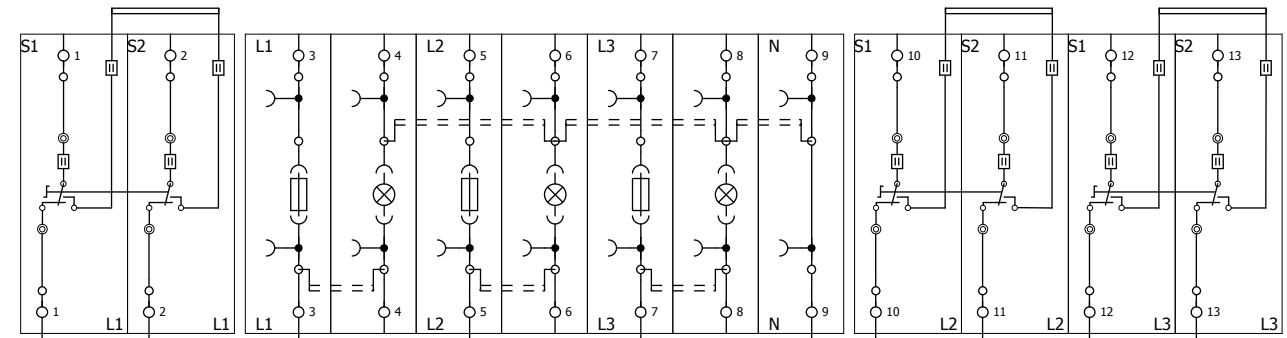 S1 S2 L1 L2 L3 N S1 S2 S1 S2
1 2 3 4 5 6 7 8 9 10 11 12 13
1 2 3 4 5 6 7 8 9 10 11 12 13
L1 L1 L1 L2 L3 N L2 L2 L3 L3